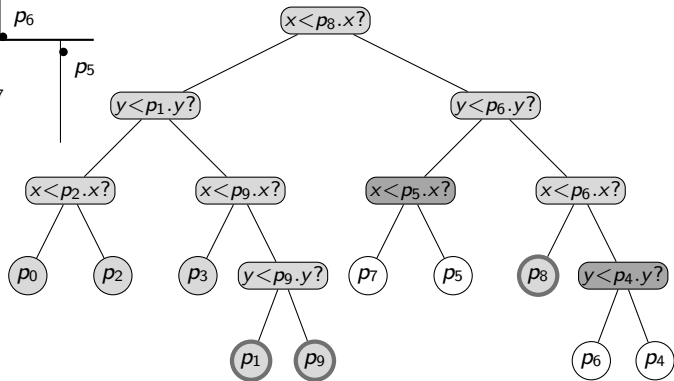 p6
p5
x<p8.x?
y<p1.y?
y<p6.y?
x<p2.x?
x<p9.x?
x<p5.x?
x<p6.x?
p0
p2
p3
y<p9.y?
p7
p5
p8
y<p4.y?
p1
p9
p6
p4